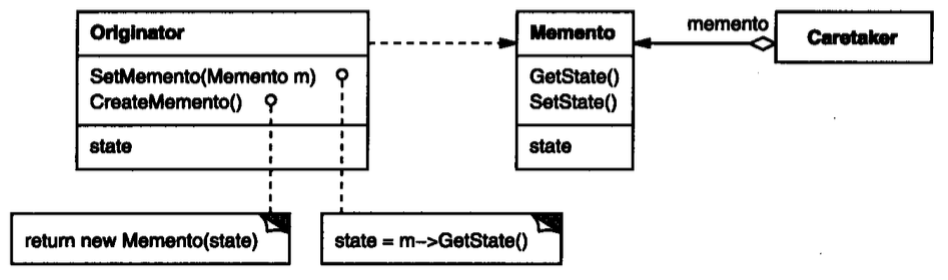 Originator
SetMemento(Memento m)
CreateMemento()
state
return new Memento(state)
state = m->GetState()
Memento
GetState()
SetState()
state
memento
Caretaker